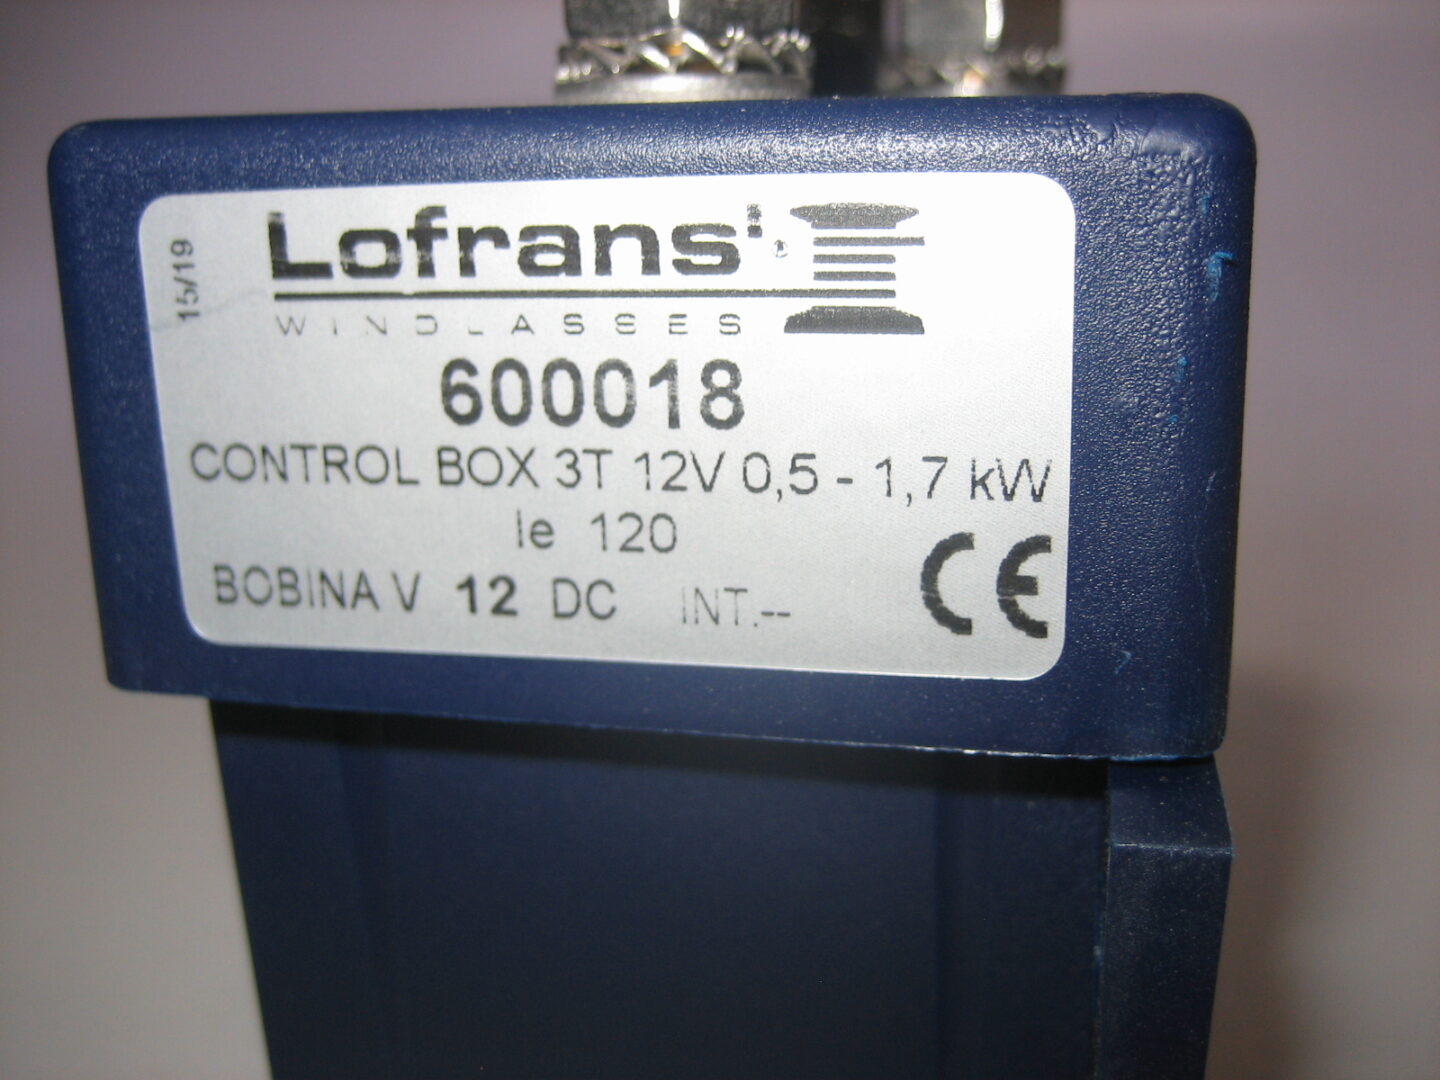 15/19
Lofrans'®
WINDLASSES
600018
CONTROL BOX 3T 12V 0,5 - 1,7 kW
Ie 120
BOBINA V 12 DC INT.--
CE